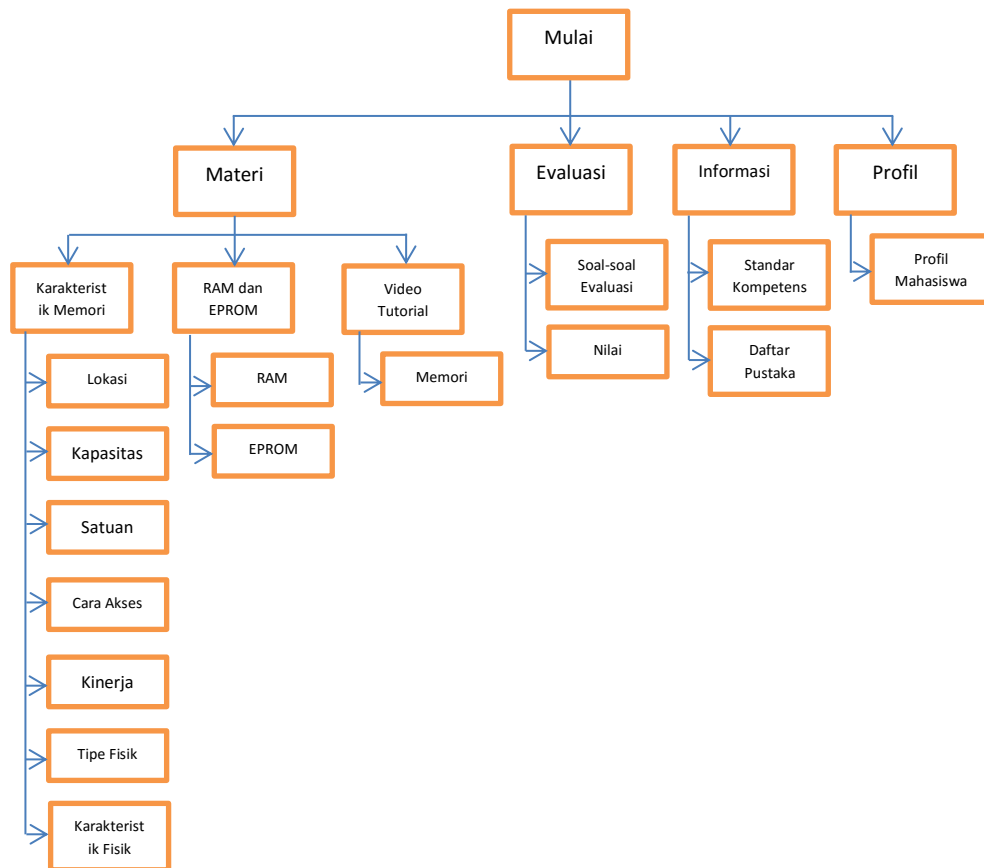 Mulai
Materi
Evaluasi
Informasi
Profil
Karakterist
ik Memori
RAM dan
EPROM
Video
Tutorial
Soal-soal
Evaluasi
Standar
Kompetens
Profil
Mahasiswa
Lokasi
RAM
Memori
Nilai
Daftar
Pustaka
Kapasitas
EPROM
Satuan
Cara Akses
Kinerja
Tipe Fisik
Karakterist
ik Fisik